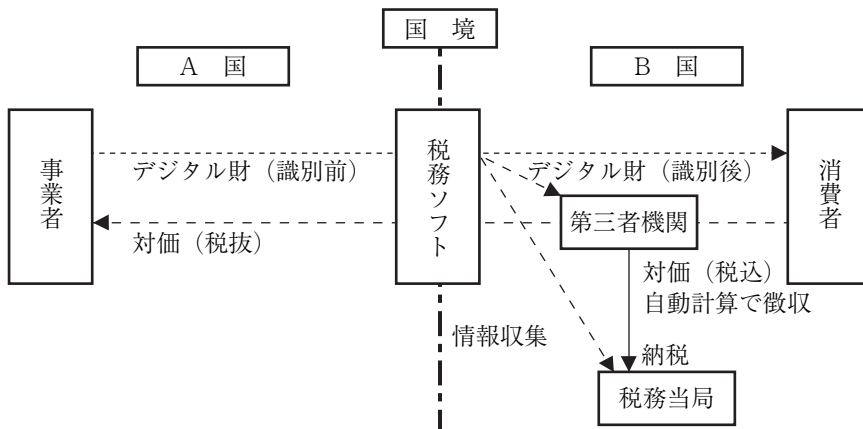 国 境
A 国
B 国
事業者
税務ソフト
消費者
デジタル財（識別前）
デジタル財（識別後）
第三者機関
対価（税抜）
対価（税込）
自動計算で徴収
情報収集
納税
税務当局